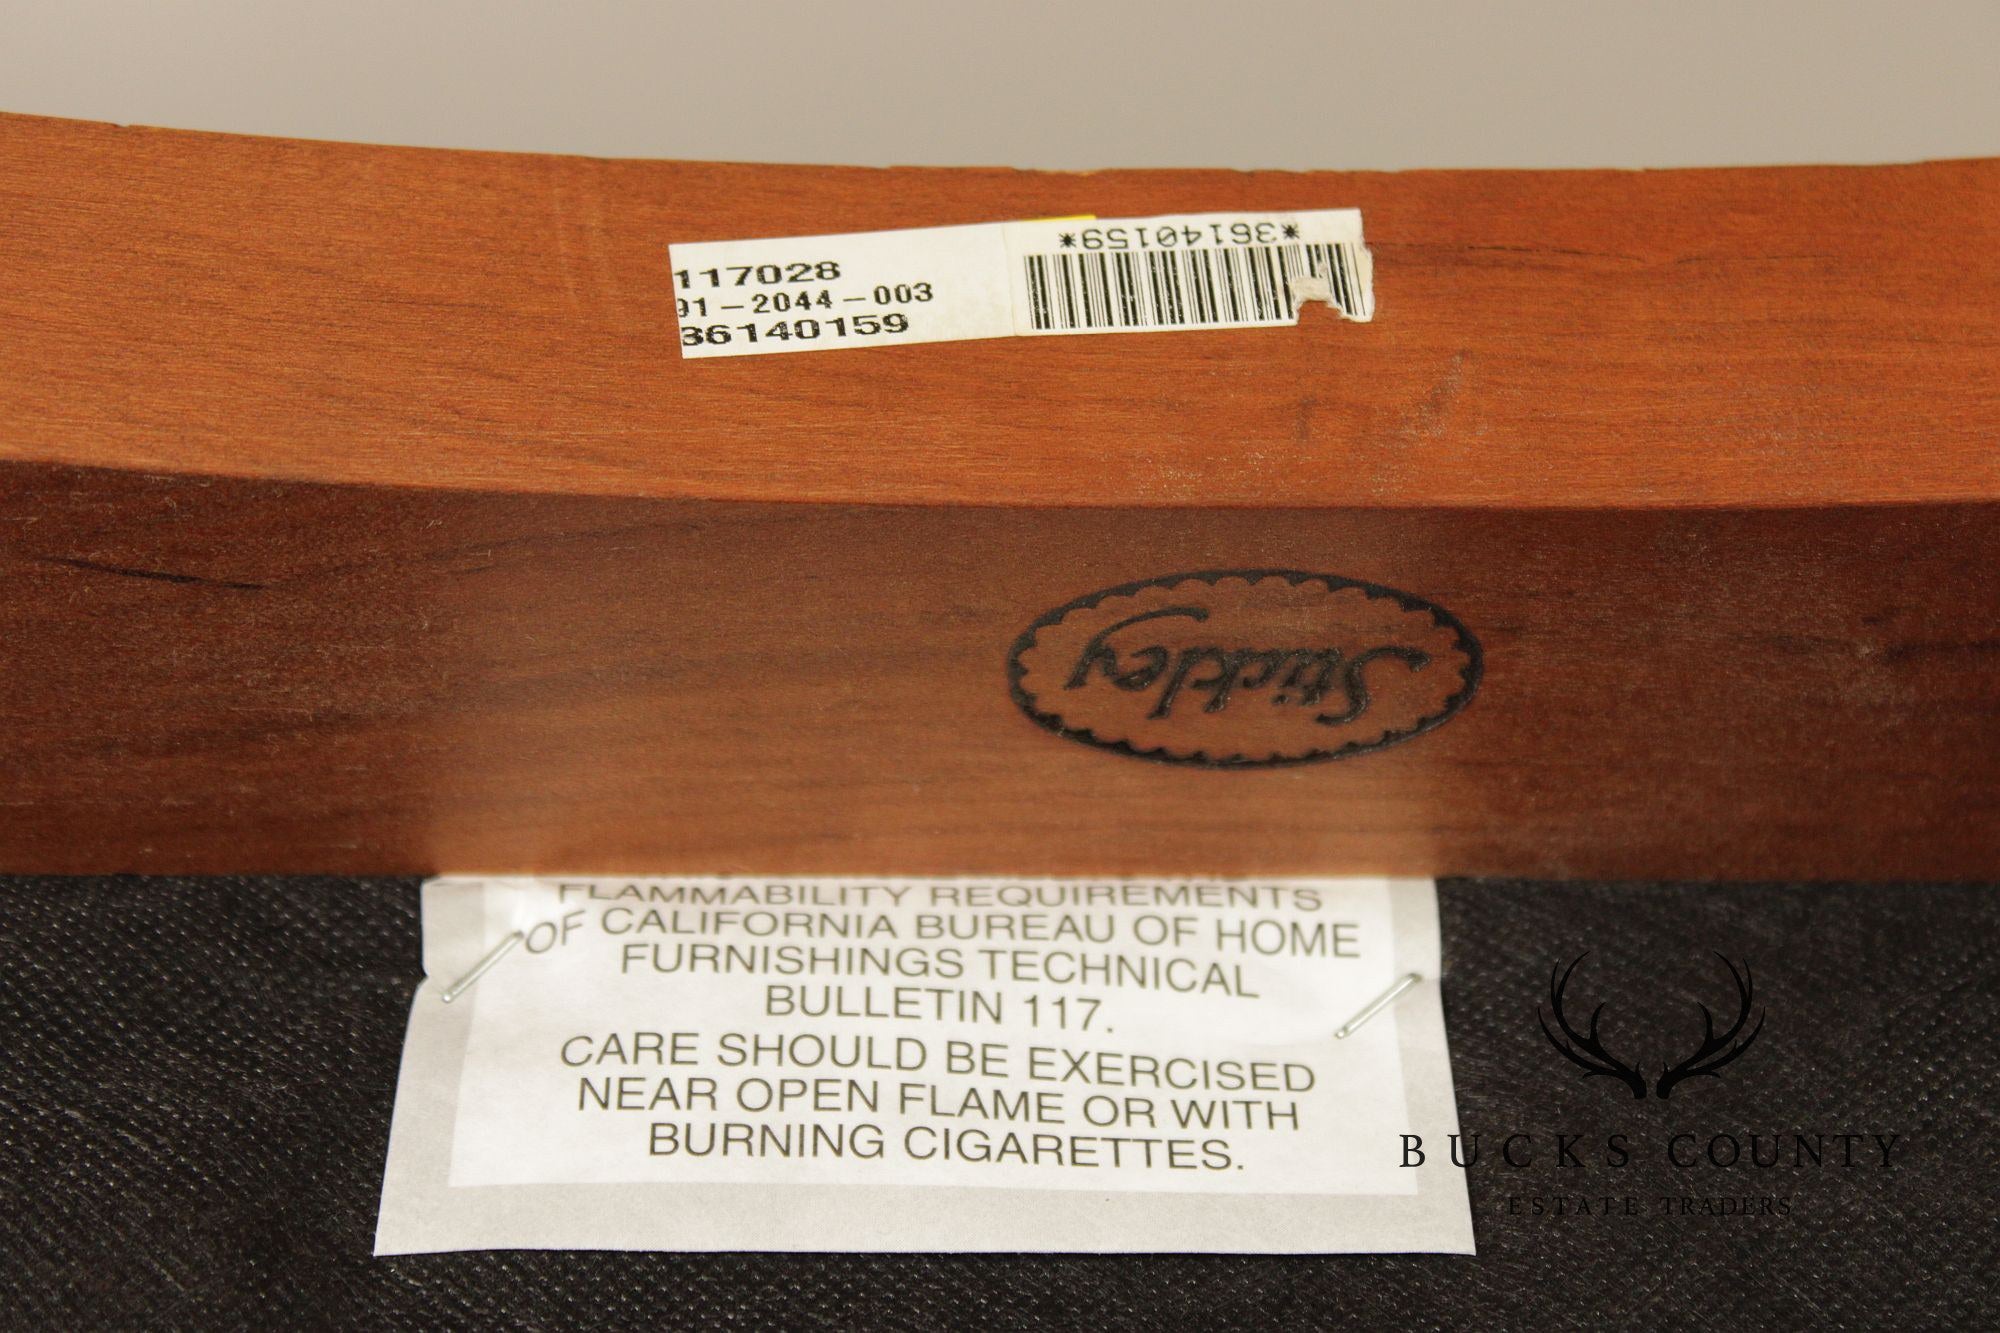 117028
91-2044-003
36140159
*36140159*
Stickley
FLAMMABILITY REQUIREMENTS
OF CALIFORNIA BUREAU OF HOME
FURNISHINGS TECHNICAL
BULLETIN 117.
CARE SHOULD BE EXERCISED
NEAR OPEN FLAME OR WITH
BURNING CIGARETTES.
BUCKS COUNTY
ESTATE TRADERS